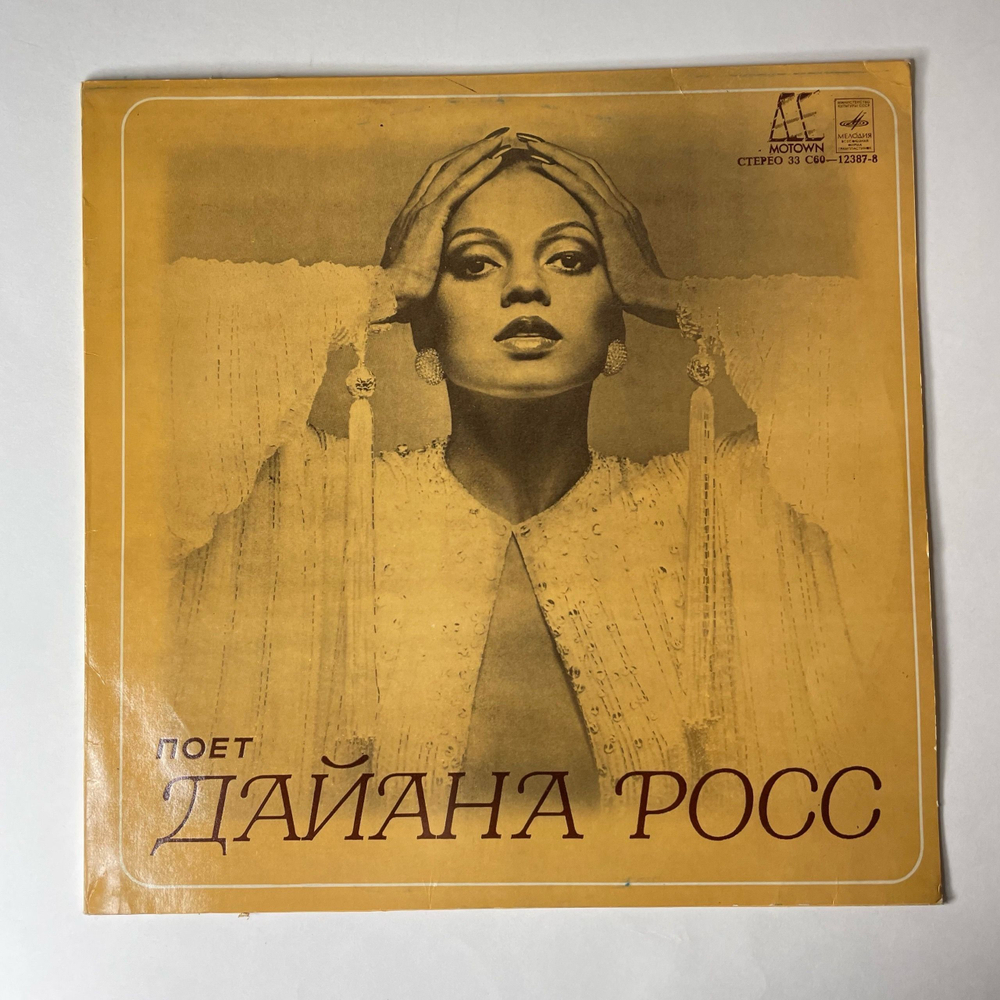 MOTOWN
МЕЛОДИЯ
СТЕРЕО 33 С60—12387-8
ПОЕТ
ДАЙАНА РОСС